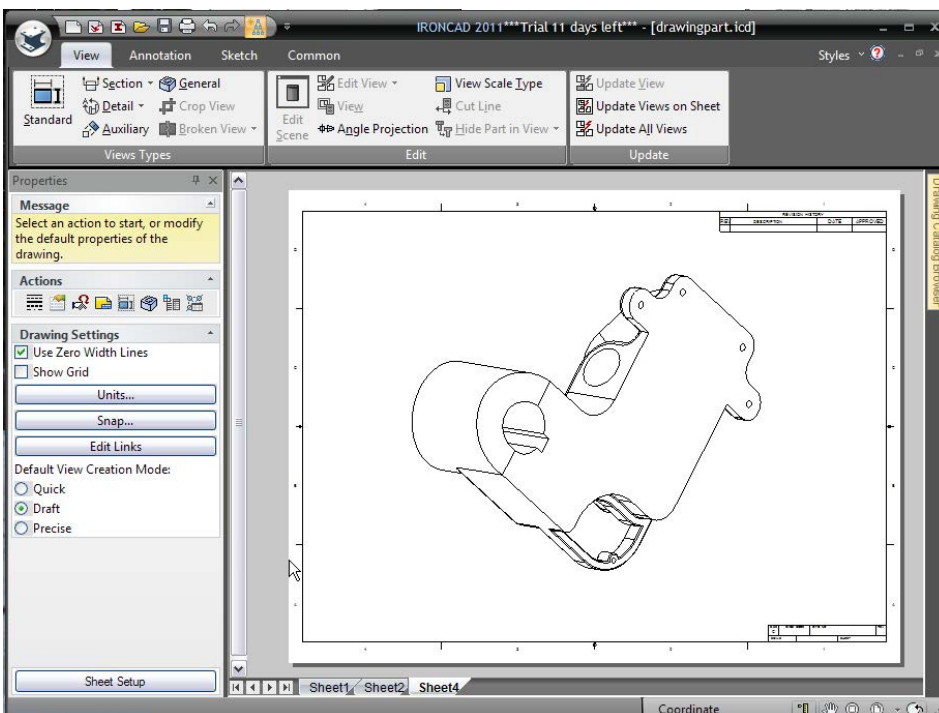 IRONCAD 2011***Trial 11 days left*** - [drawingpart.icd]
View Annotation Sketch Common Styles
Standard
Section General
Detail Crop View
Auxiliary Broken View
Views Types
Edit Scene
Edit View View Scale Type
View Cut Line
Angle Projection Hide Part in View
Edit
Update View
Update Views on Sheet
Update All Views
Update
Properties
Message
Select an action to start, or modify
the default properties of the
drawing.
Actions
Drawing Settings
Use Zero Width Lines
Show Grid
Units...
Snap...
Edit Links
Default View Creation Mode:
Quick
Draft
Precise
Sheet Setup
REVISION HISTORY
REV DESCRIPTION DATE APPROVED
Drawing Catalog Browser
Sheet1 Sheet2 Sheet4
Coordinate